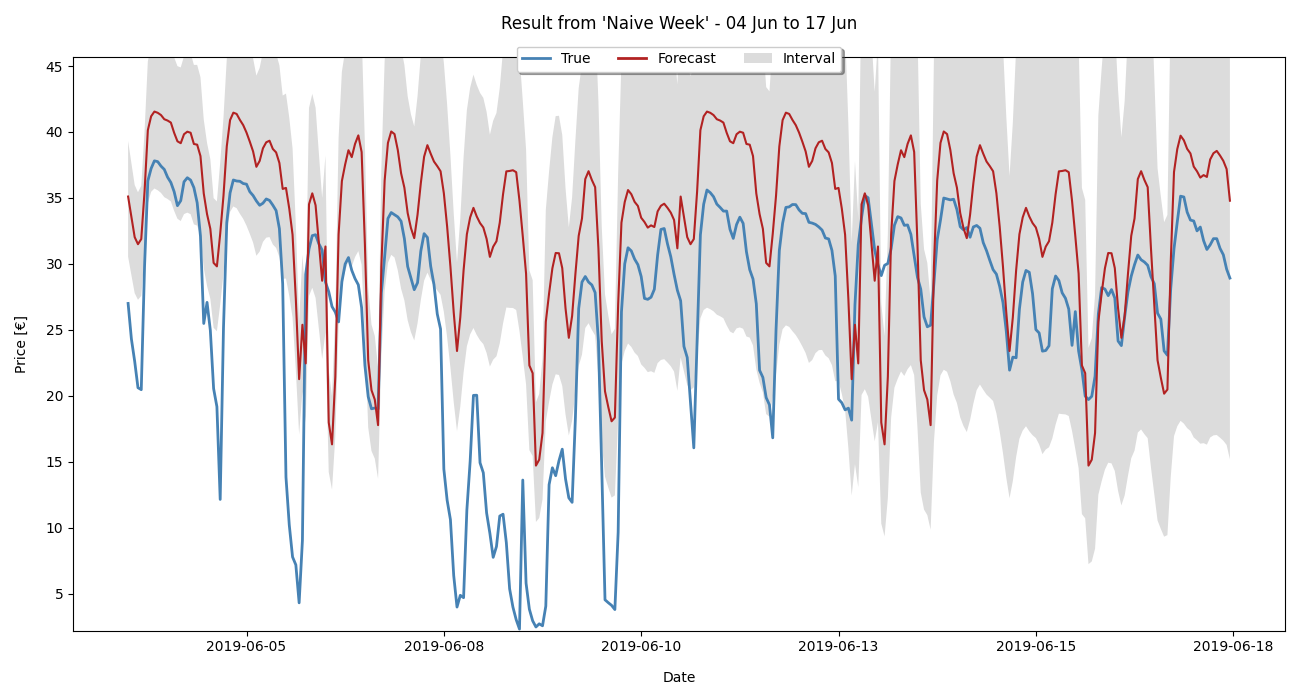 Result from 'Naive Week' - 04 Jun to 17 Jun
True Forecast Interval
45
40
35
30
25
20
15
10
5
Price [€]
2019-06-05 2019-06-08 2019-06-10 2019-06-13 2019-06-15 2019-06-18
Date